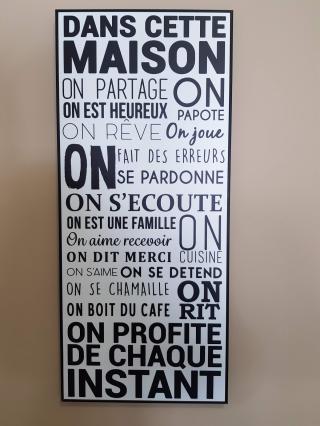 DANS CETTE
MAISON
ON PARTAGE
ON EST HEUREUX
ON PAPOTE
ON RÊVE On joue
ON FAIT DES ERREURS
SE PARDONNE
ON S'ECOUTE
ON EST UNE FAMILLE
On aime recevoir
ON CUISINE
ON DIT MERCI
ON S'AIME ON SE DETEND
ON SE CHAMAILLE
ON BOIT DU CAFE
ON RIT
ON PROFITE
DE CHAQUE
INSTANT